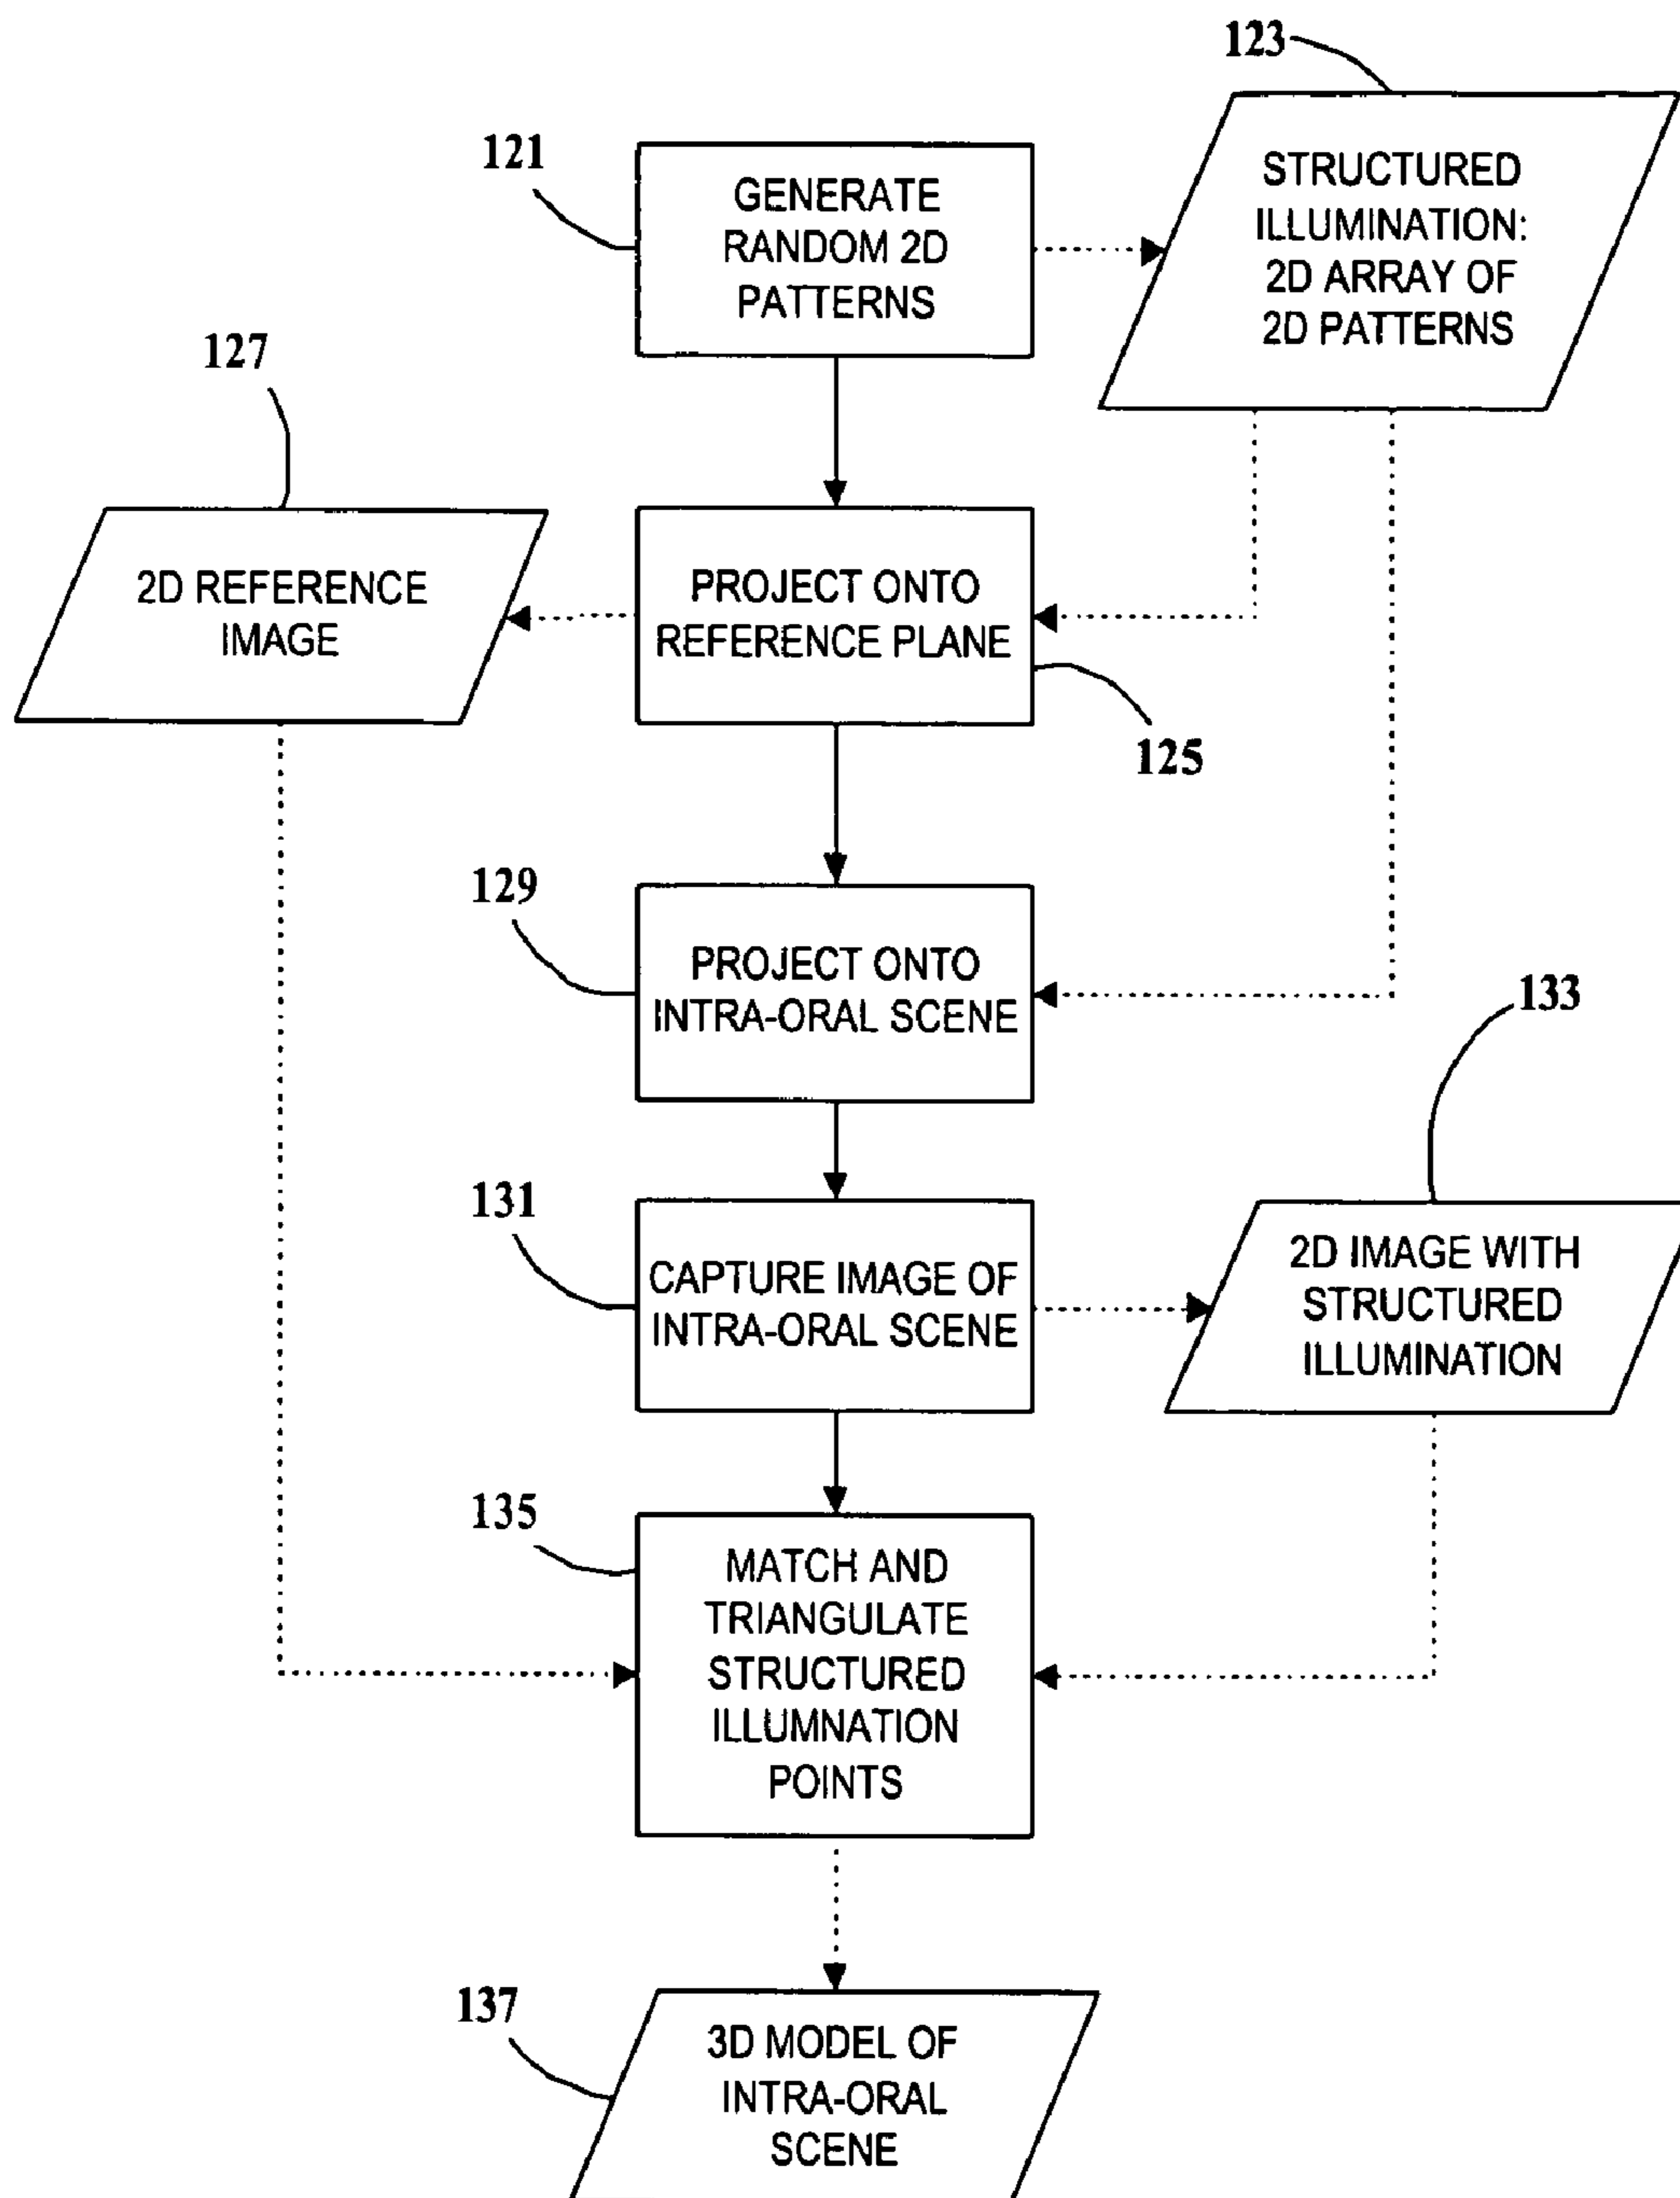 123
121
GENERATE
RANDOM 2D
PATTERNS
STRUCTURED
ILLUMINATION:
2D ARRAY OF
2D PATTERNS
127
2D REFERENCE
IMAGE
PROJECT ONTO
REFERENCE PLANE
125
129
PROJECT ONTO
INTRA-ORAL SCENE
133
131
CAPTURE IMAGE OF
INTRA-ORAL SCENE
2D IMAGE WITH
STRUCTURED
ILLUMINATION
135
MATCH AND
TRIANGULATE
STRUCTURED
ILLUMNATION
POINTS
137
3D MODEL OF
INTRA-ORAL
SCENE